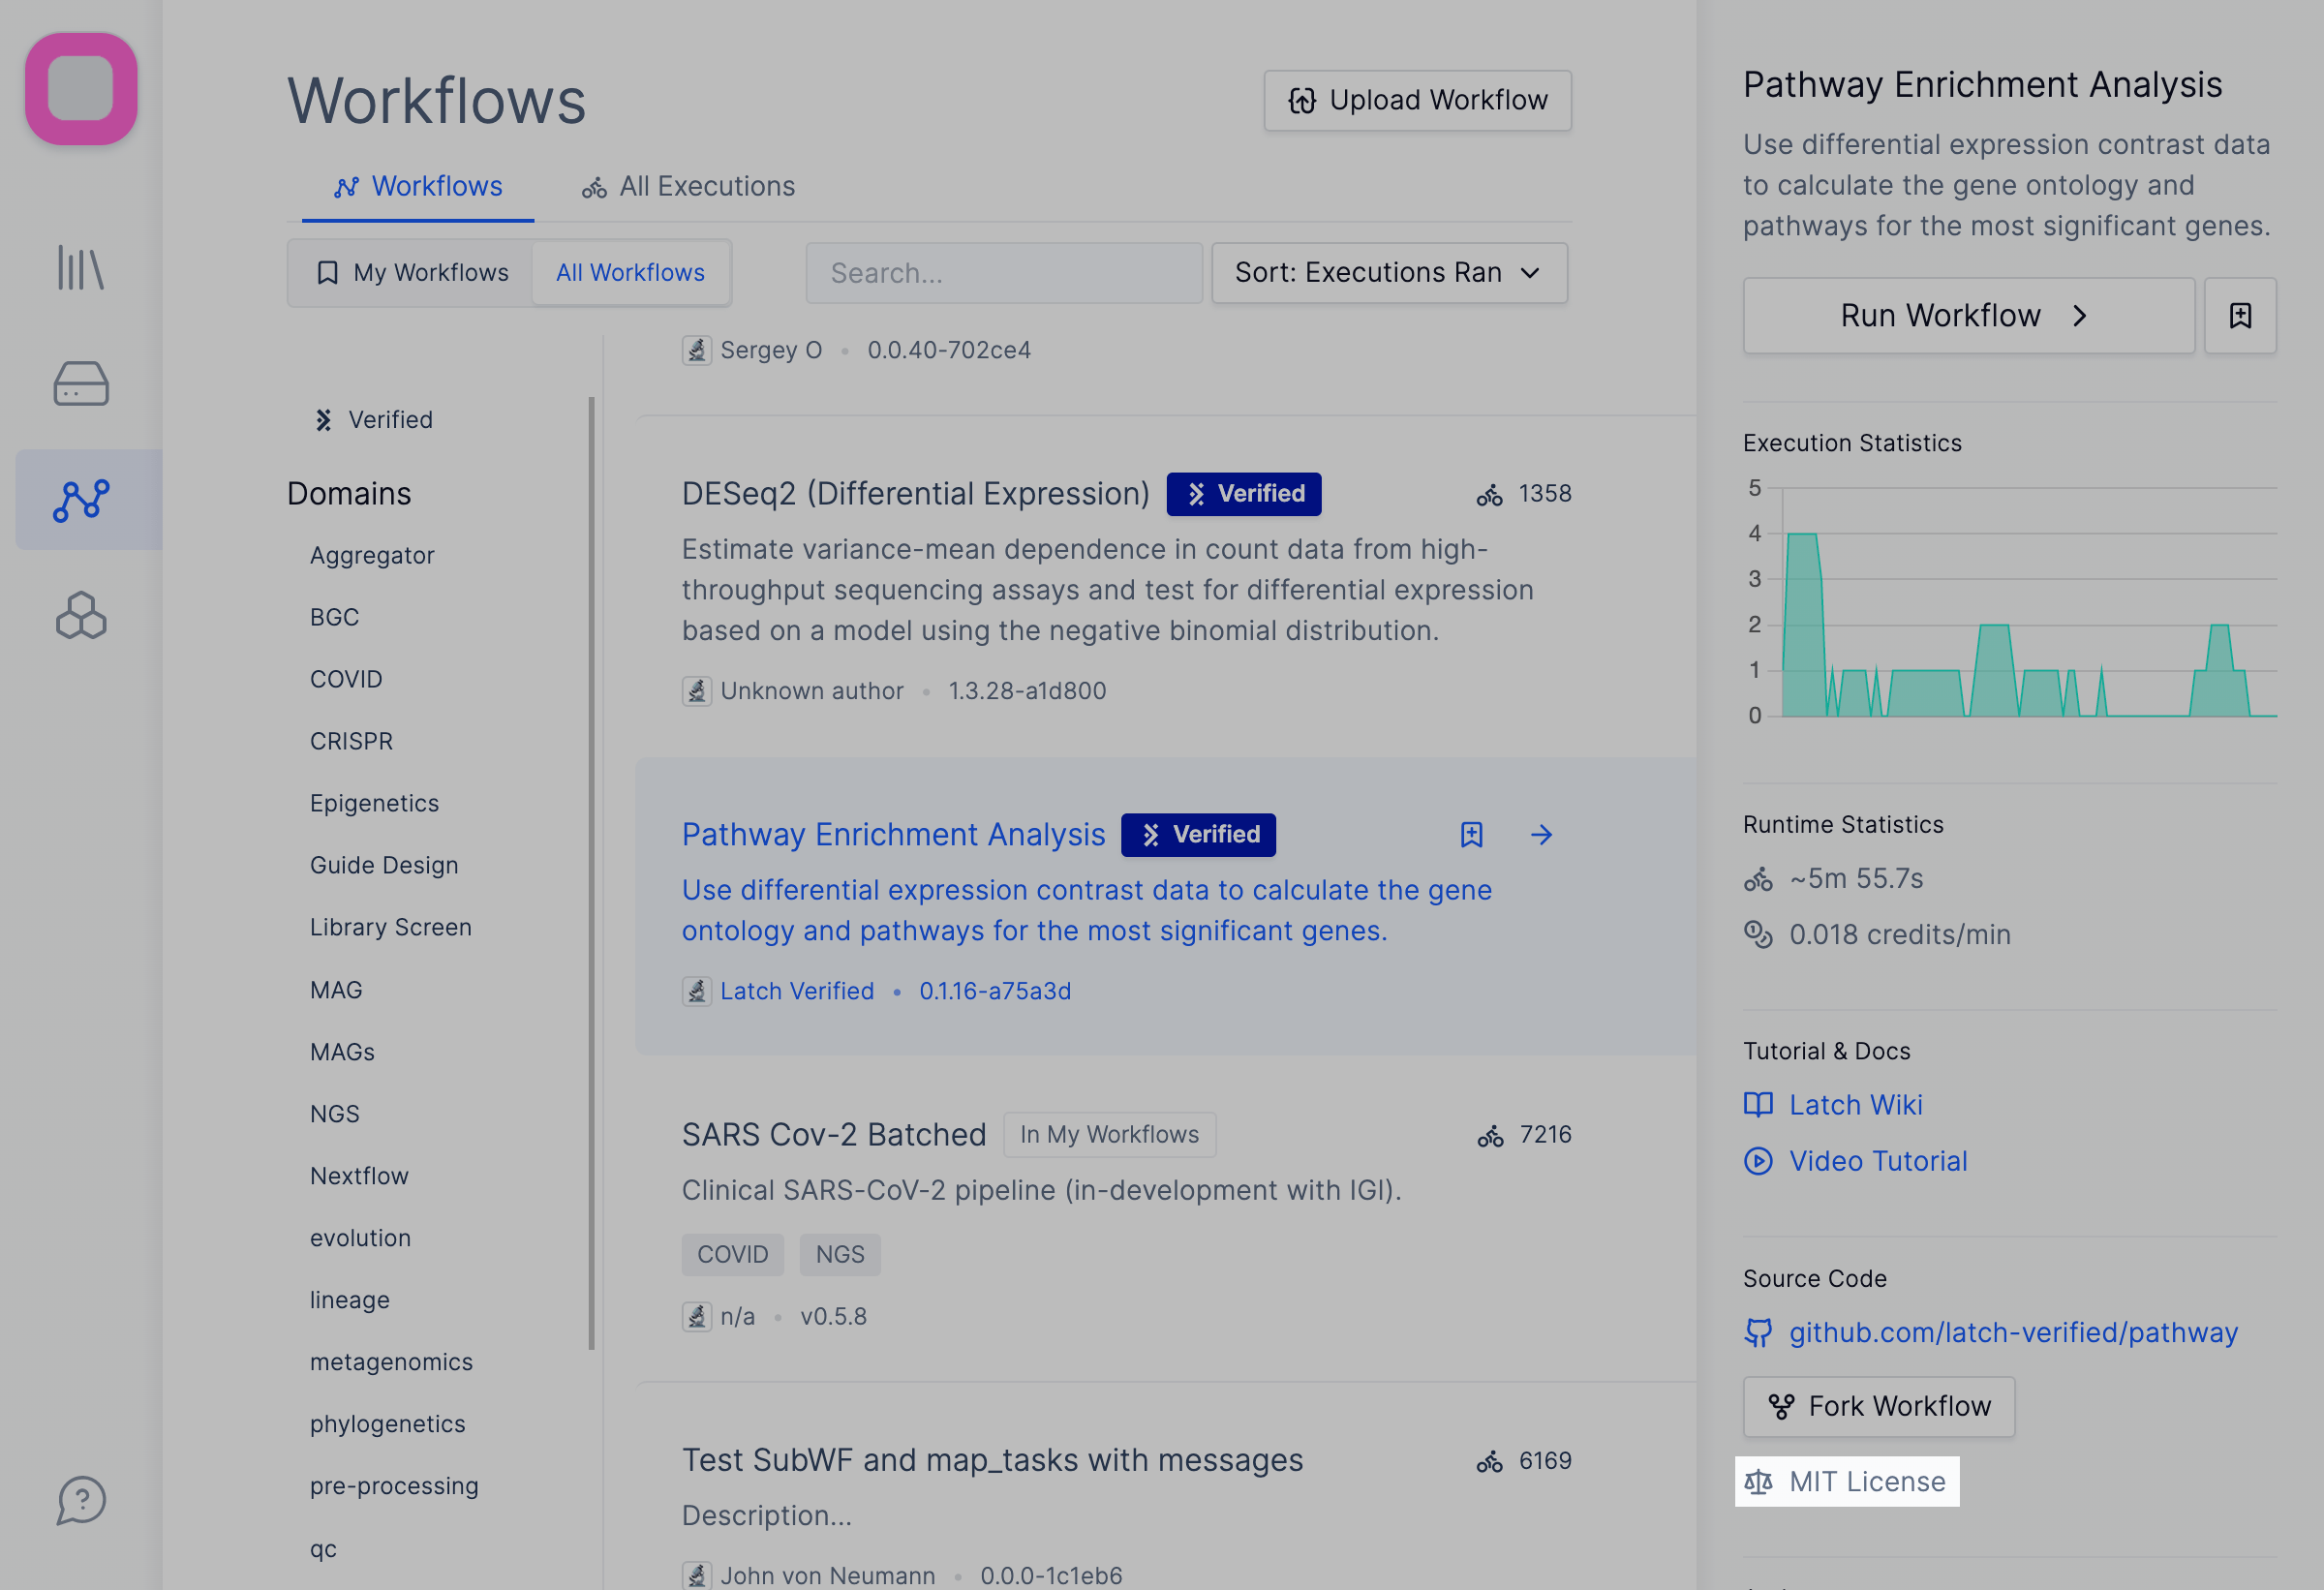 Workflows
Upload Workflow
Workflows
All Executions
My Workflows
All Workflows
Search...
Sort: Executions Ran
Verified
Domains
Aggregator
BGC
COVID
CRISPR
Epigenetics
Guide Design
Library Screen
MAG
MAGs
NGS
Nextflow
evolution
lineage
metagenomics
phylogenetics
pre-processing
qc
Sergey O • 0.0.40-702ce4
DESeq2 (Differential Expression) Verified 1358
Estimate variance-mean dependence in count data from high-
throughput sequencing assays and test for differential expression
based on a model using the negative binomial distribution.
Unknown author • 1.3.28-a1d800
Pathway Enrichment Analysis Verified
Use differential expression contrast data to calculate the gene
ontology and pathways for the most significant genes.
Latch Verified • 0.1.16-a75a3d
SARS Cov-2 Batched In My Workflows 7216
Clinical SARS-CoV-2 pipeline (in-development with IGI).
COVID NGS
n/a • v0.5.8
Test SubWF and map_tasks with messages 6169
Description...
John von Neumann • 0.0.0-1c1eb6
Pathway Enrichment Analysis
Use differential expression contrast data
to calculate the gene ontology and
pathways for the most significant genes.
Run Workflow
Execution Statistics
5
4
3
2
1
0
Runtime Statistics
~5m 55.7s
0.018 credits/min
Tutorial & Docs
Latch Wiki
Video Tutorial
Source Code
github.com/latch-verified/pathway
Fork Workflow
MIT License